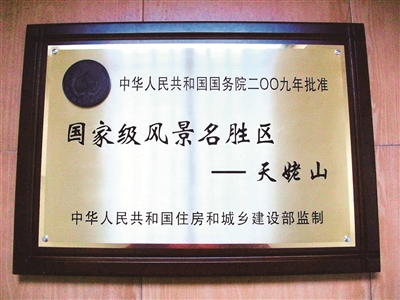 中华人民共和国国务院二〇〇九年批准
国家级风景名胜区
——天姥山
中华人民共和国住房和城乡建设部监制